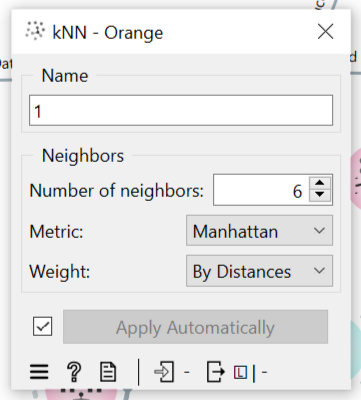 kNN - Orange
Name
1
Neighbors
Number of neighbors: 6
Metric: Manhattan
Weight: By Distances
Apply Automatically
? - L | -